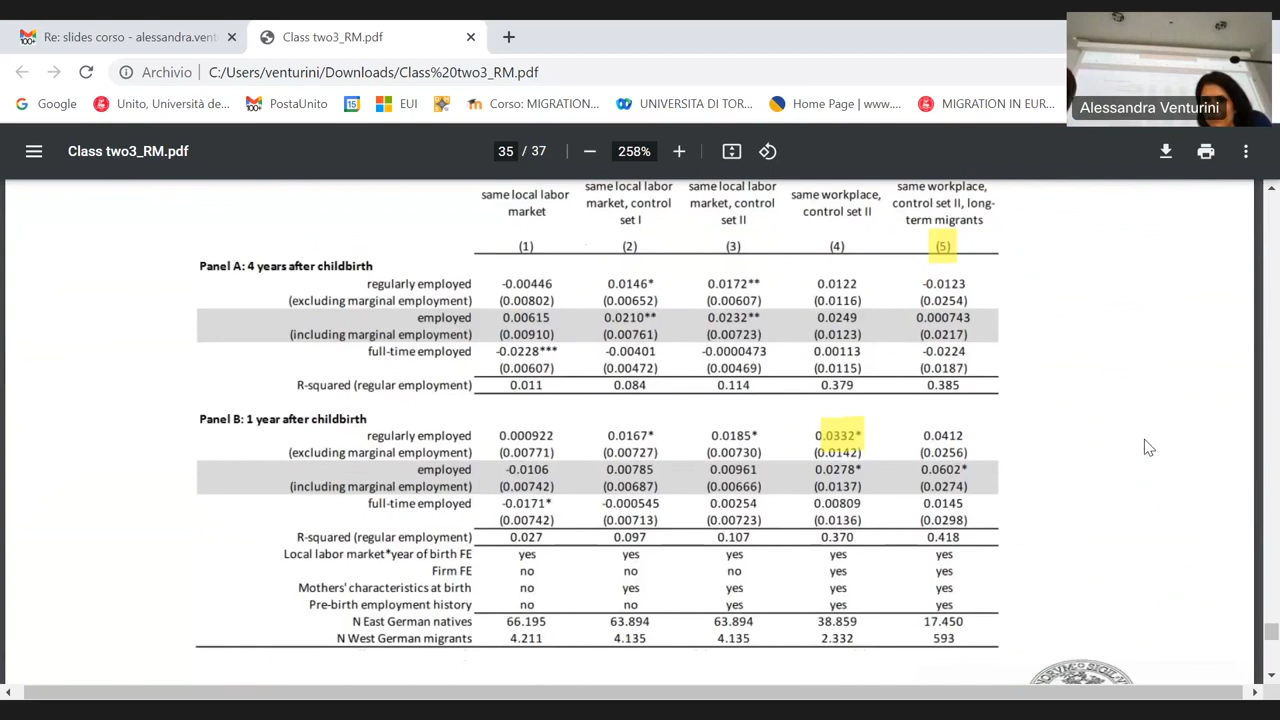 Re: slides corso - alessandra.vent
Class two3_RM.pdf
Archivio
C:/Users/venturini/Downloads/Class%20two3_RM.pdf
Google
Unito, Università de...
PostaUnito
EUI
Corso: MIGRATION...
UNIVERSITA DI TOR...
Home Page | www....
MIGRATION IN EUR...
Alessandra Venturini
Class two3_RM.pdf
35 / 37
258%
same local labor market
same local labor market, control set I
same local labor market, control set II
same workplace, control set II
same workplace, control set II, long-term migrants
(1) (2) (3) (4) (5)
Panel A: 4 years after childbirth
regularly employed -0.00446 0.0146* 0.0172** 0.0122 -0.0123
(excluding marginal employment) (0.00802) (0.00652) (0.00607) (0.0116) (0.0254)
employed 0.00615 0.0210** 0.0232** 0.0249 0.000743
(including marginal employment) (0.00910) (0.00761) (0.00723) (0.0123) (0.0217)
full-time employed -0.0228*** -0.00401 -0.0000473 0.00113 -0.0224
(0.00607) (0.00472) (0.00469) (0.0115) (0.0187)
R-squared (regular employment) 0.011 0.084 0.114 0.379 0.385
Panel B: 1 year after childbirth
regularly employed 0.000922 0.0167* 0.0185* 0.0332* 0.0412
(excluding marginal employment) (0.00771) (0.00727) (0.00730) (0.0142) (0.0256)
employed -0.0106 0.00785 0.00961 0.0278* 0.0602*
(including marginal employment) (0.00742) (0.00687) (0.00666) (0.0137) (0.0274)
full-time employed -0.0171* -0.000545 0.00254 0.00809 0.0145
(0.00742) (0.00713) (0.00723) (0.0136) (0.0298)
R-squared (regular employment) 0.027 0.097 0.107 0.370 0.418
Local labor market*year of birth FE yes yes yes yes yes
Firm FE no no no yes yes
Mothers' characteristics at birth no yes yes yes yes
Pre-birth employment history no no yes yes yes
N East German natives 66.195 63.894 63.894 38.859 17.450
N West German migrants 4.211 4.135 4.135 2.332 593